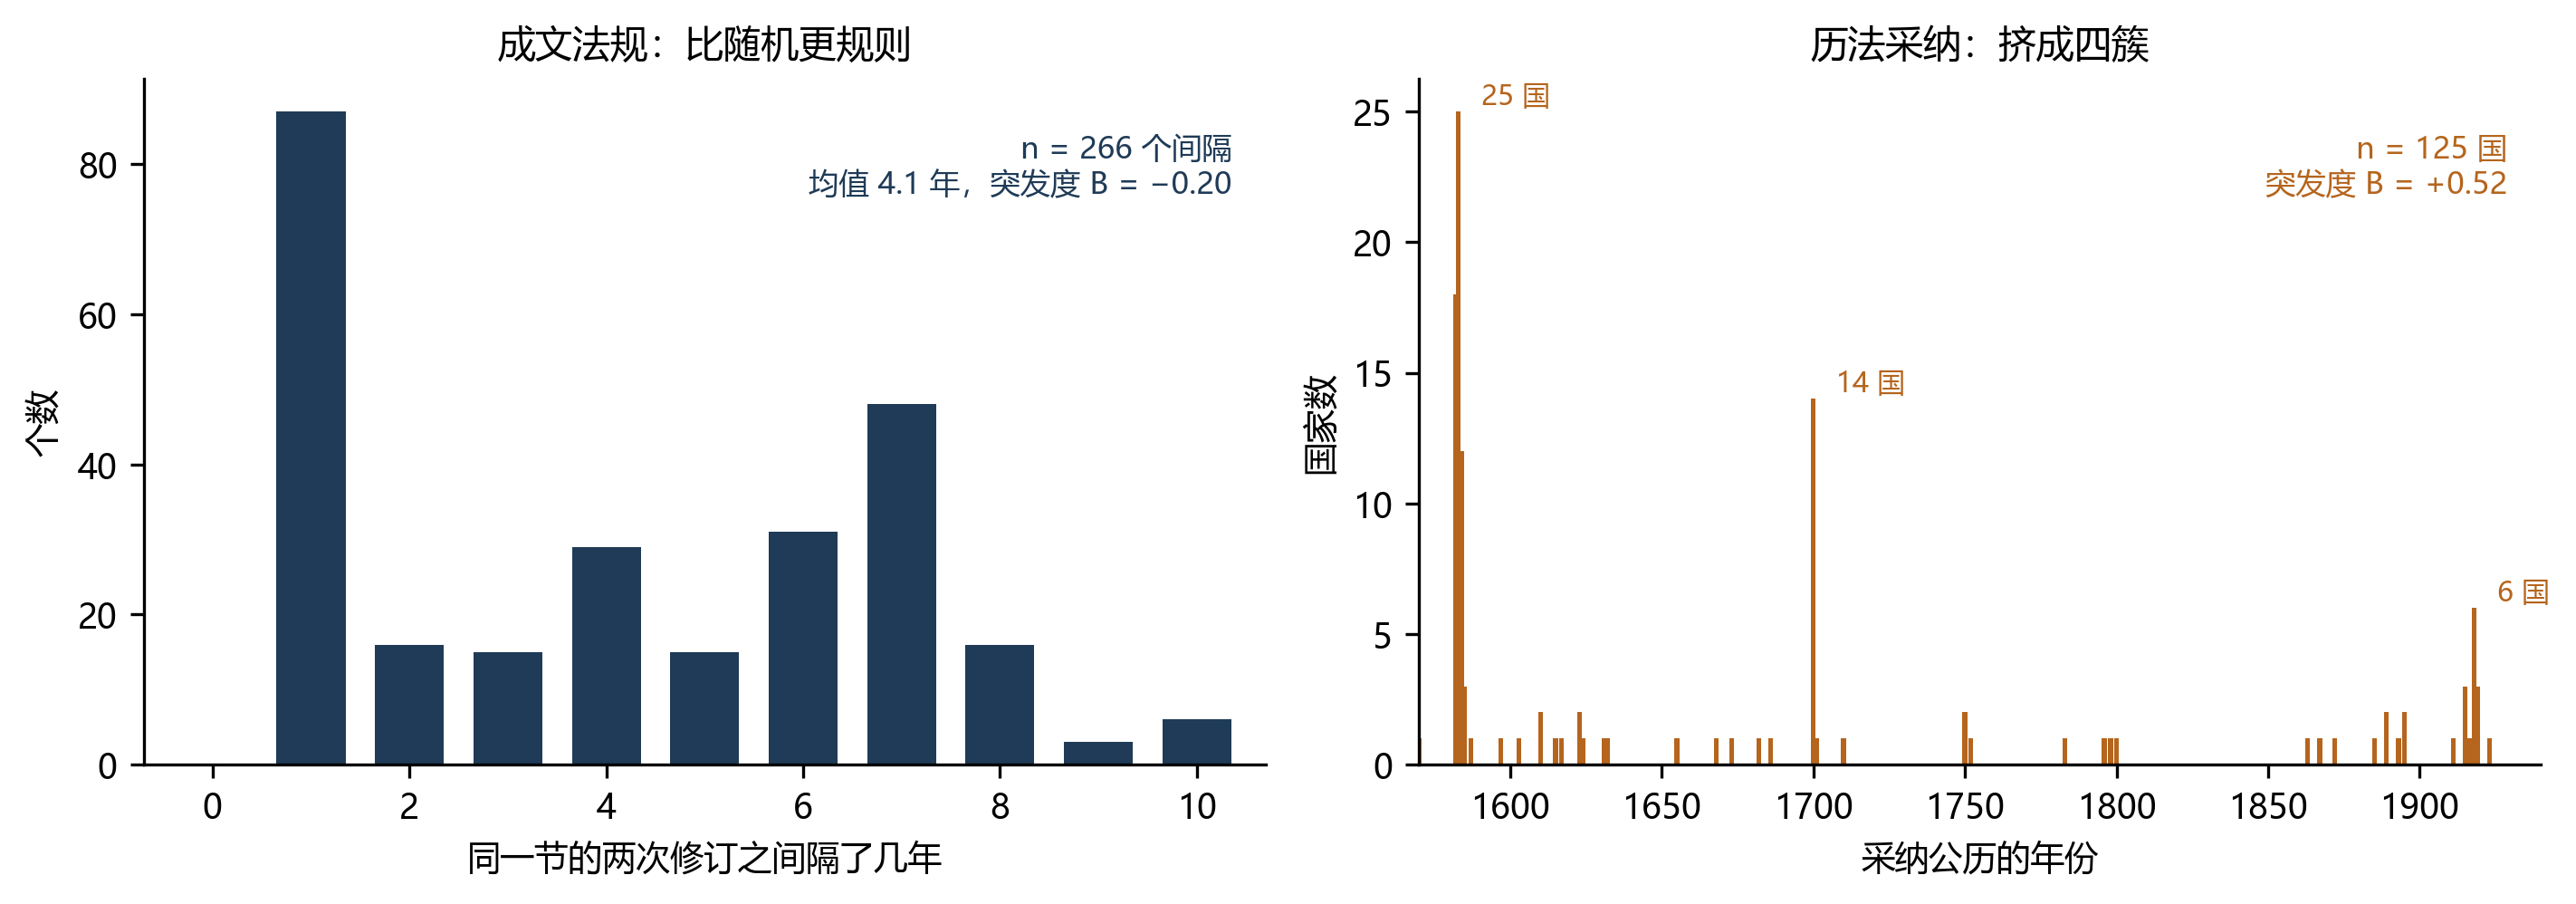 成文法规：比随机更规则
n = 266 个间隔
均值 4.1 年，突发度 B = −0.20
个数
80
60
40
20
0
0 2 4 6 8 10
同一节的两次修订之间隔了几年
历法采纳：挤成四簇
25 国
n = 125 国
突发度 B = +0.52
14 国
6 国
国家数
25
20
15
10
5
0
1600 1650 1700 1750 1800 1850 1900
采纳公历的年份